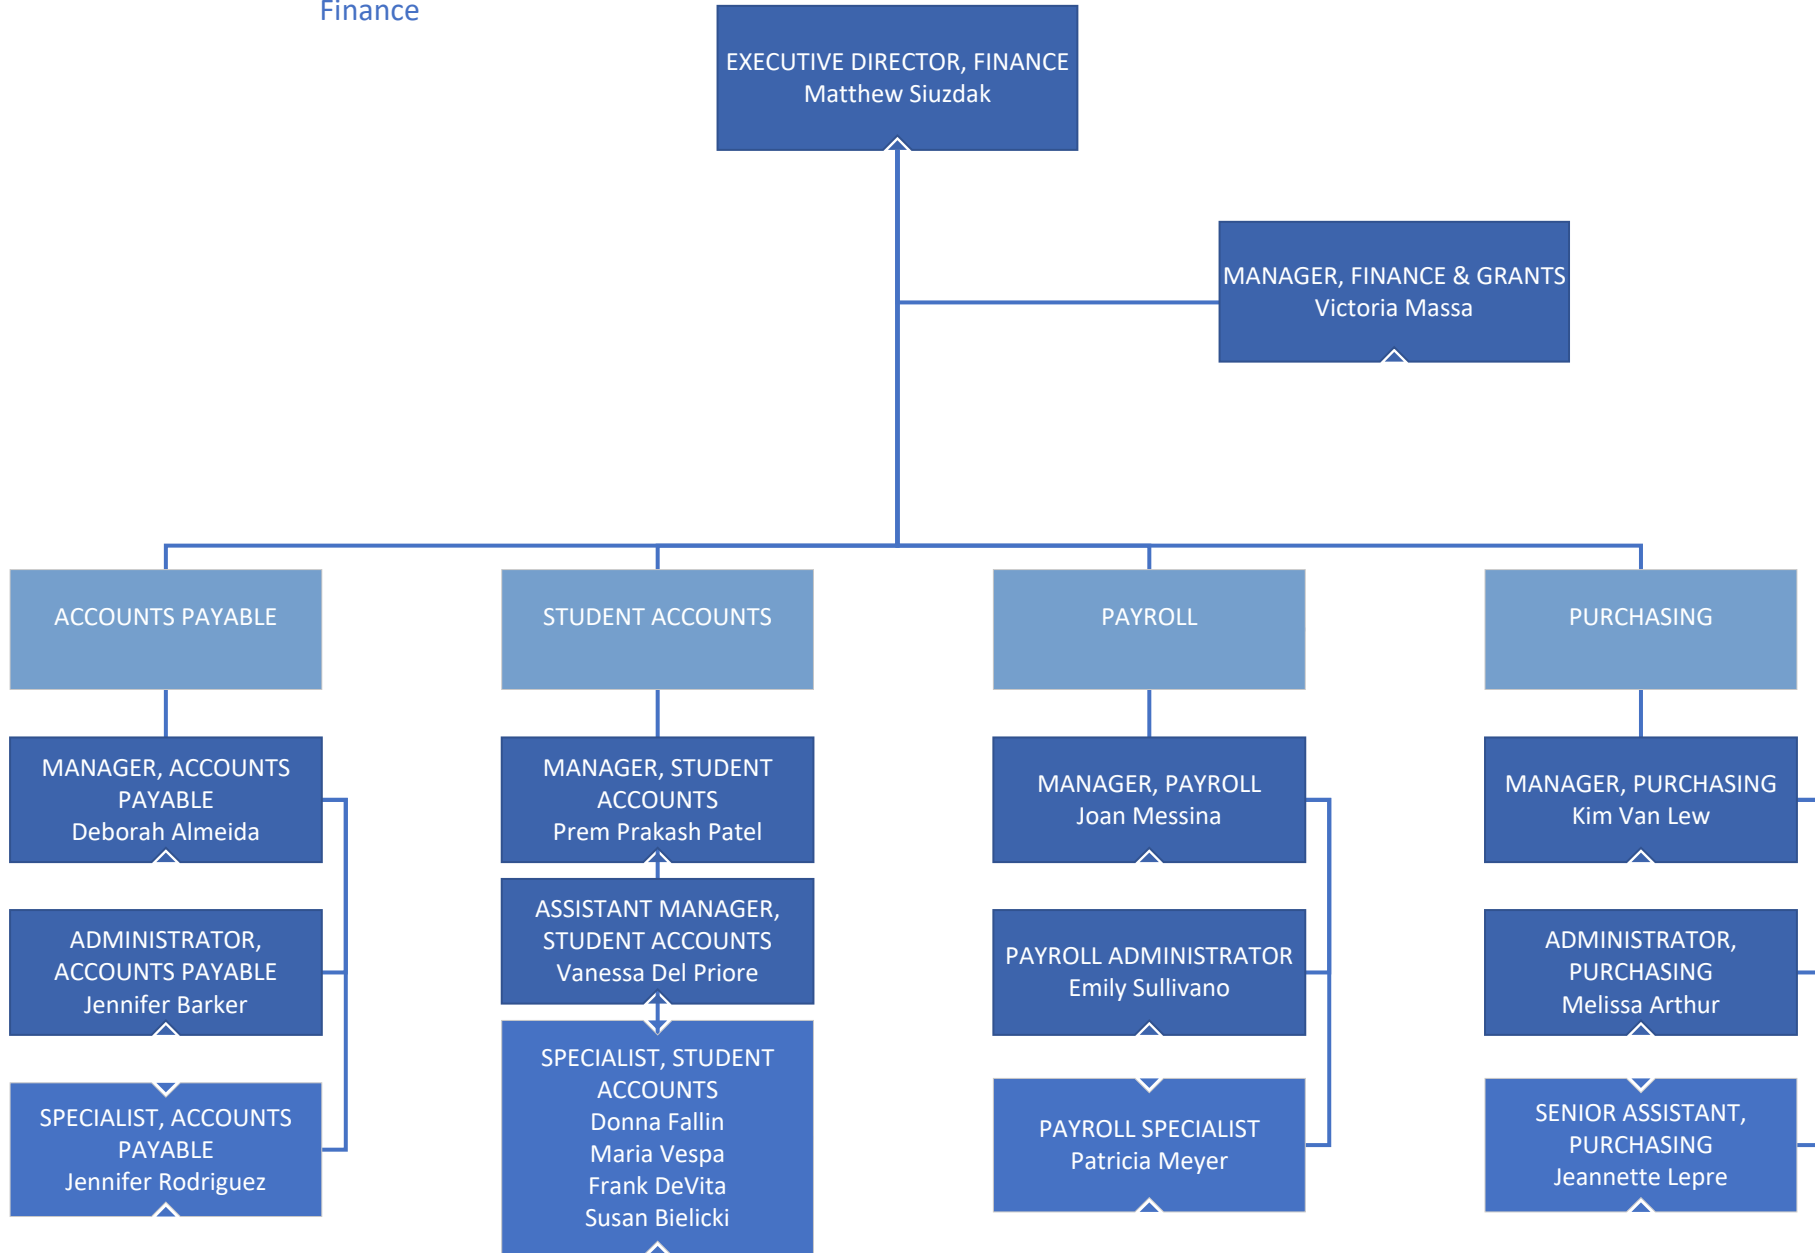 Finance
EXECUTIVE DIRECTOR, FINANCE
Matthew Siuzdak
MANAGER, FINANCE & GRANTS
Victoria Massa
ACCOUNTS PAYABLE
STUDENT ACCOUNTS
PAYROLL
PURCHASING
MANAGER, ACCOUNTS
PAYABLE
Deborah Almeida
MANAGER, STUDENT
ACCOUNTS
Prem Prakash Patel
MANAGER, PAYROLL
Joan Messina
MANAGER, PURCHASING
Kim Van Lew
ADMINISTRATOR,
ACCOUNTS PAYABLE
Jennifer Barker
ASSISTANT MANAGER,
STUDENT ACCOUNTS
Vanessa Del Priore
PAYROLL ADMINISTRATOR
Emily Sullivano
ADMINISTRATOR,
PURCHASING
Melissa Arthur
SPECIALIST, ACCOUNTS
PAYABLE
Jennifer Rodriguez
SPECIALIST, STUDENT
ACCOUNTS
Donna Fallin
Maria Vespa
Frank DeVita
Susan Bielicki
PAYROLL SPECIALIST
Patricia Meyer
SENIOR ASSISTANT,
PURCHASING
Jeannette Lepre